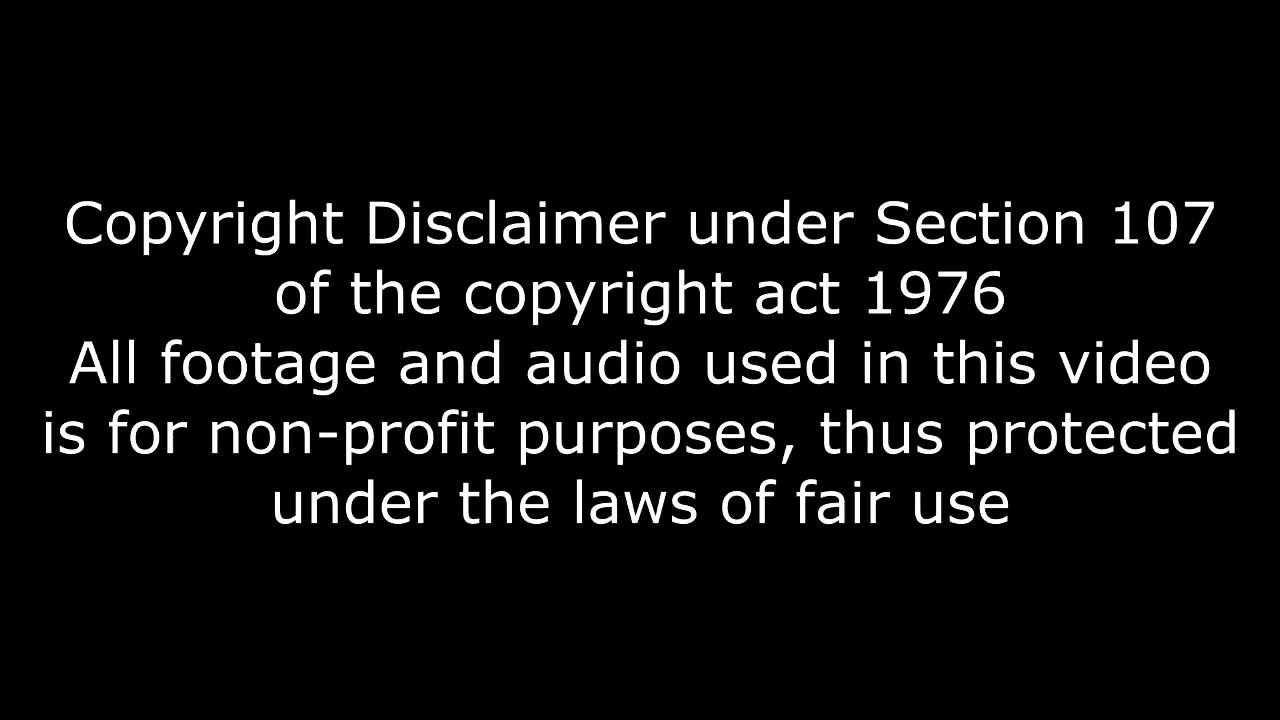 Copyright Disclaimer under Section 107
of the copyright act 1976
All footage and audio used in this video
is for non-profit purposes, thus protected
under the laws of fair use